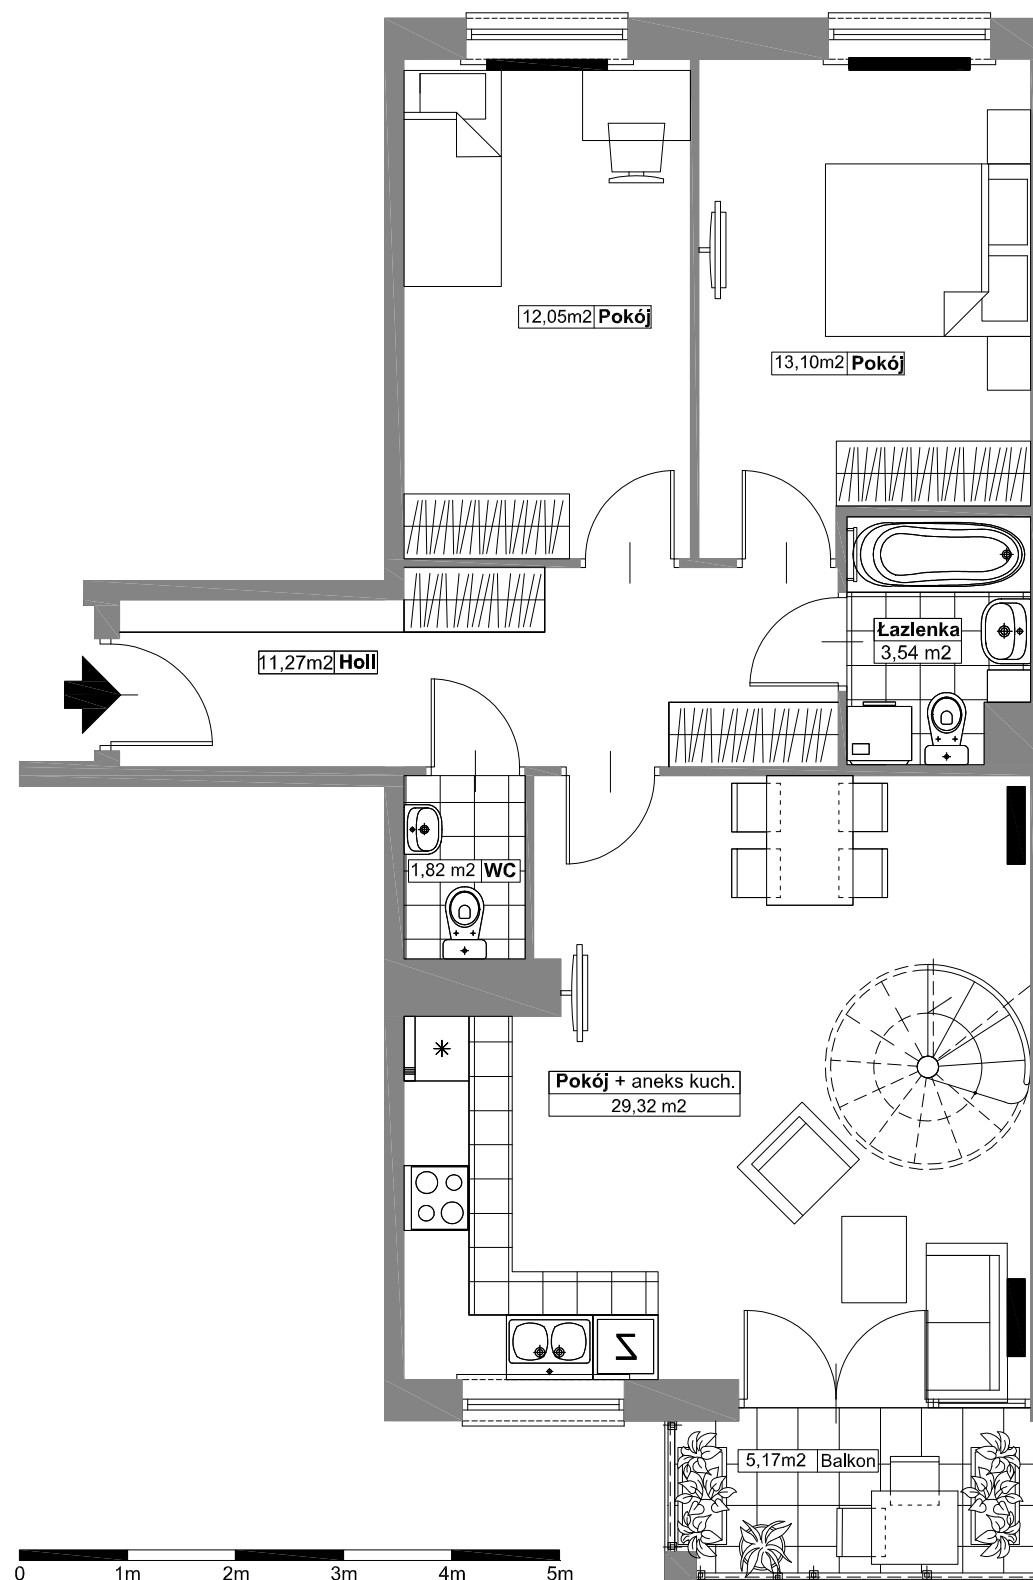 12,05m2 Pokój
13,10m2 Pokój
Łazlenka
3,54 m2
11,27m2 Holl
1,82 m2 WC
Pokój + aneks kuch.
29,32 m2
Z
5,17m2 Balkon
0 1m 2m 3m 4m 5m